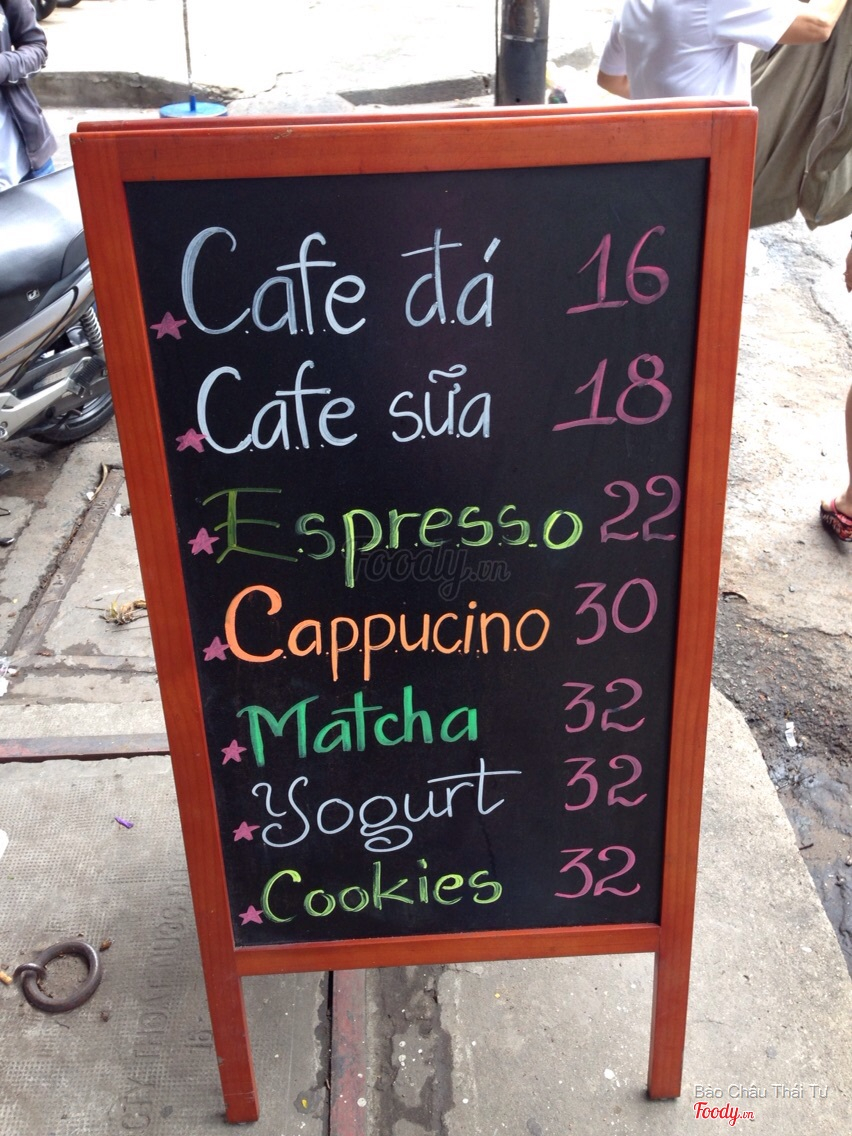 Cafe đá 16
Cafe sữa 18
Espresso 22
Foody.vn
Cappucino 30
Matcha 32
Yogurt 32
Cookies 32
Bảo Châu Thái Tư
Foody.vn